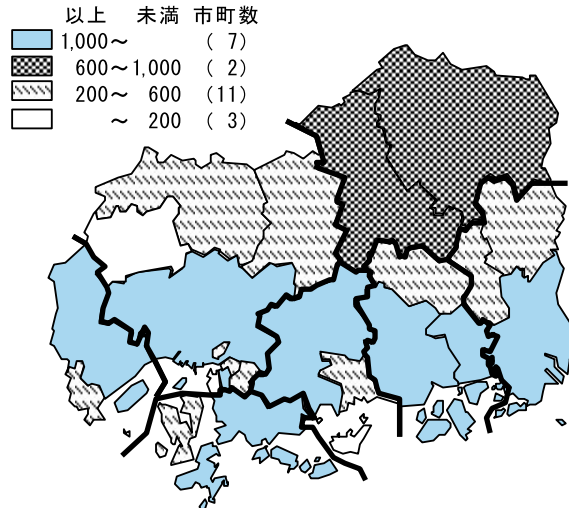 以上 未満 市町数
1,000～ ( 7)
600～1,000 ( 2)
200～ 600 (11)
～ 200 ( 3)